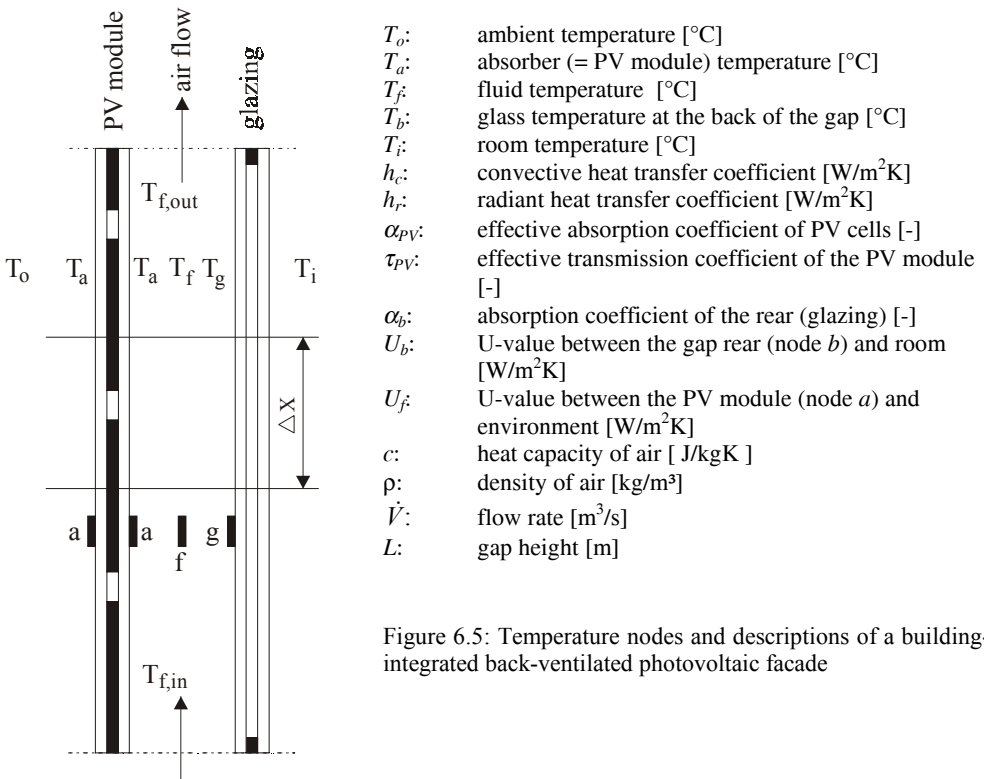 PV module
air flow
glazing
T_f,out
T_o
T_a
T_a
T_f
T_g
T_i
△X
a
a
f
g
T_f,in
T_o: ambient temperature [°C]
T_a: absorber (= PV module) temperature [°C]
T_f: fluid temperature [°C]
T_b: glass temperature at the back of the gap [°C]
T_i: room temperature [°C]
h_c: convective heat transfer coefficient [W/m²K]
h_r: radiant heat transfer coefficient [W/m²K]
α_PV: effective absorption coefficient of PV cells [-]
τ_PV: effective transmission coefficient of the PV module
[-]
α_b: absorption coefficient of the rear (glazing) [-]
U_b: U-value between the gap rear (node b) and room
[W/m²K]
U_f: U-value between the PV module (node a) and
environment [W/m²K]
c: heat capacity of air [ J/kgK ]
ρ: density of air [kg/m³]
V̇: flow rate [m³/s]
L: gap height [m]
Figure 6.5: Temperature nodes and descriptions of a building-
integrated back-ventilated photovoltaic facade